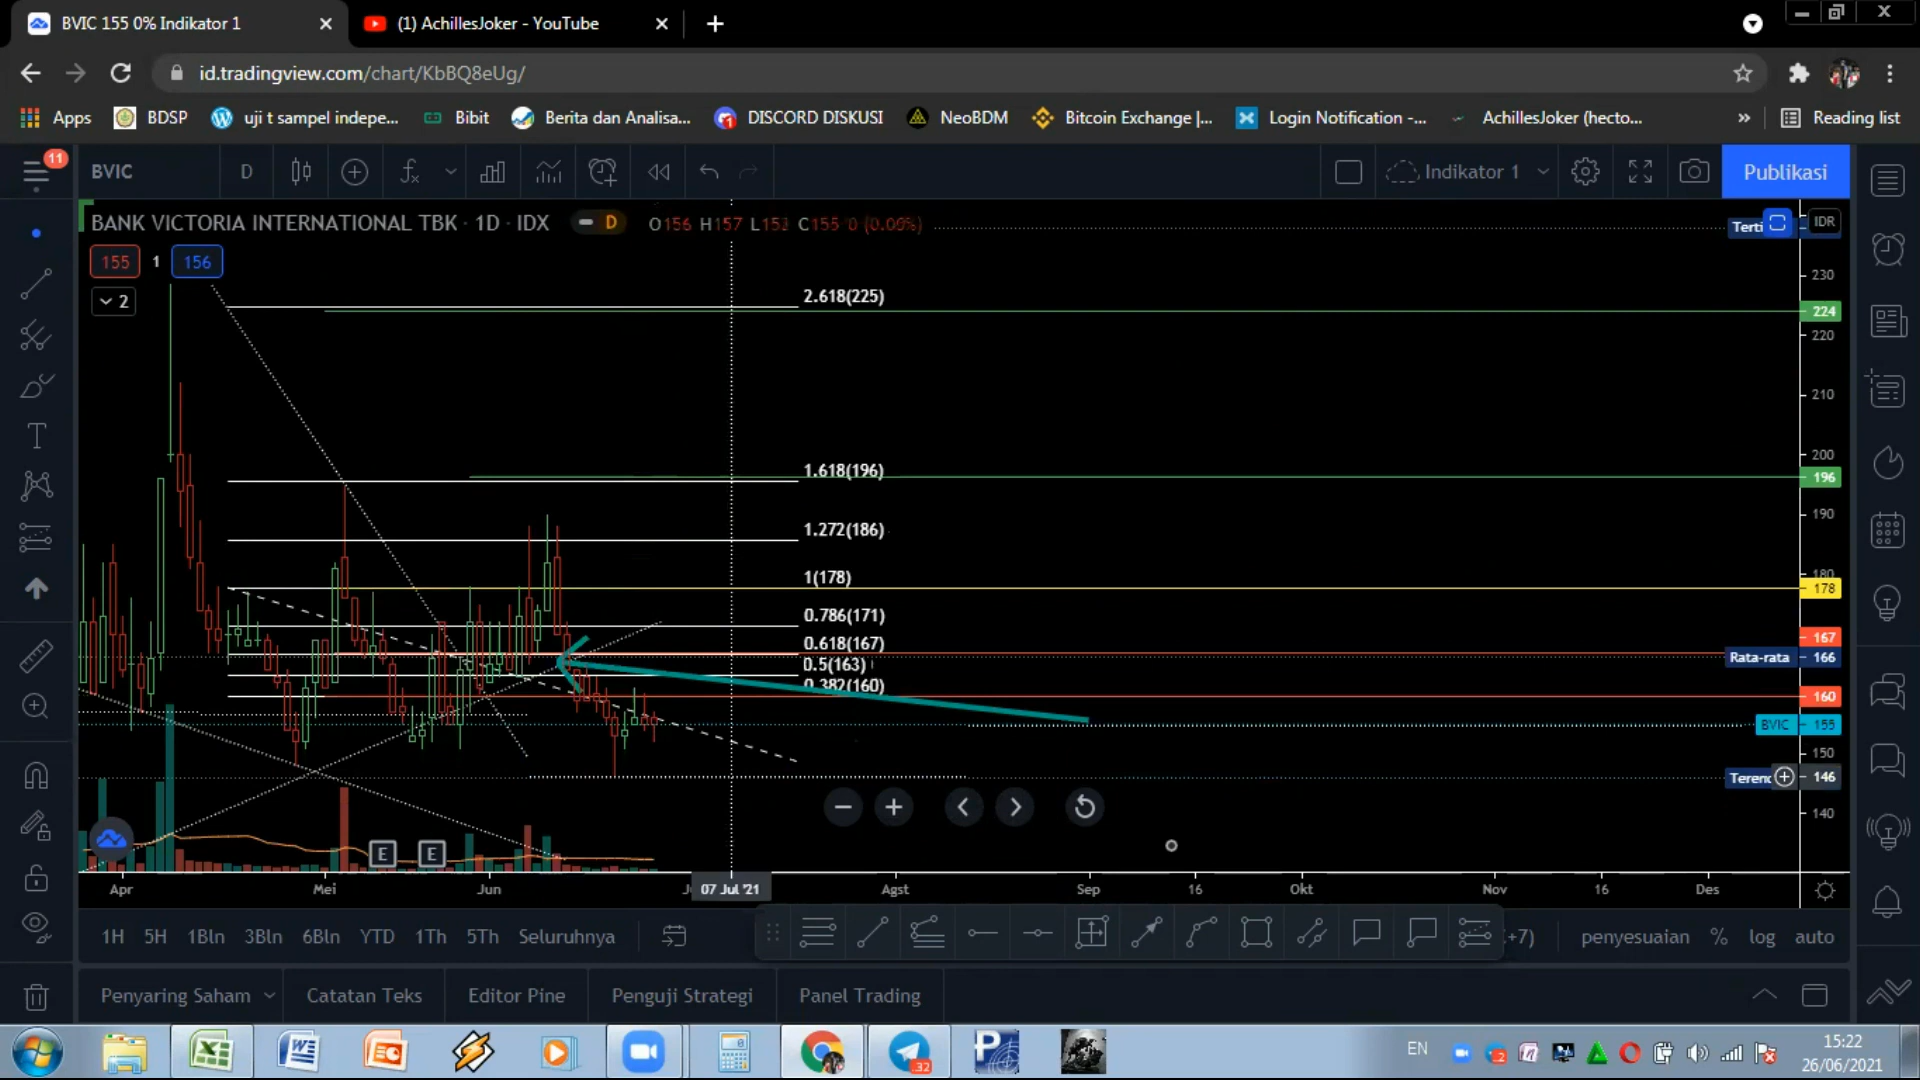 BVIC 155 0% Indikator 1
(1) AchillesJoker - YouTube
id.tradingview.com/chart/KbBQ8eUg/
Apps
BDSP
uji t sampel indepe...
Bibit
Berita dan Analisa...
DISCORD DISKUSI
NeoBDM
Bitcoin Exchange |...
Login Notification -...
AchillesJoker (hecto...
»
Reading list
11
BVIC
D
Indikator 1
Publikasi
BANK VICTORIA INTERNATIONAL TBK · 1D · IDX
D
O156 H157 L153 C155 0 (0.00%)
IDR
155
1
156
2
2.618(225)
1.618(196)
1.272(186)
1(178)
0.786(171)
0.618(167)
0.5(163)
0.382(160)
230
224
220
210
200
196
190
180
178
167
Rata-rata 166
160
BVIC 155
150
146
140
E
E
Apr
Mei
Jun
07 Jul '21
Agst
Sep
16
Okt
Nov
16
Des
1H
5H
1Bln
3Bln
6Bln
YTD
1Th
5Th
Seluruhnya
+7)
penyesuaian
%
log
auto
Penyaring Saham
Catatan Teks
Editor Pine
Penguji Strategi
Panel Trading
32
EN
15:22
26/06/2021